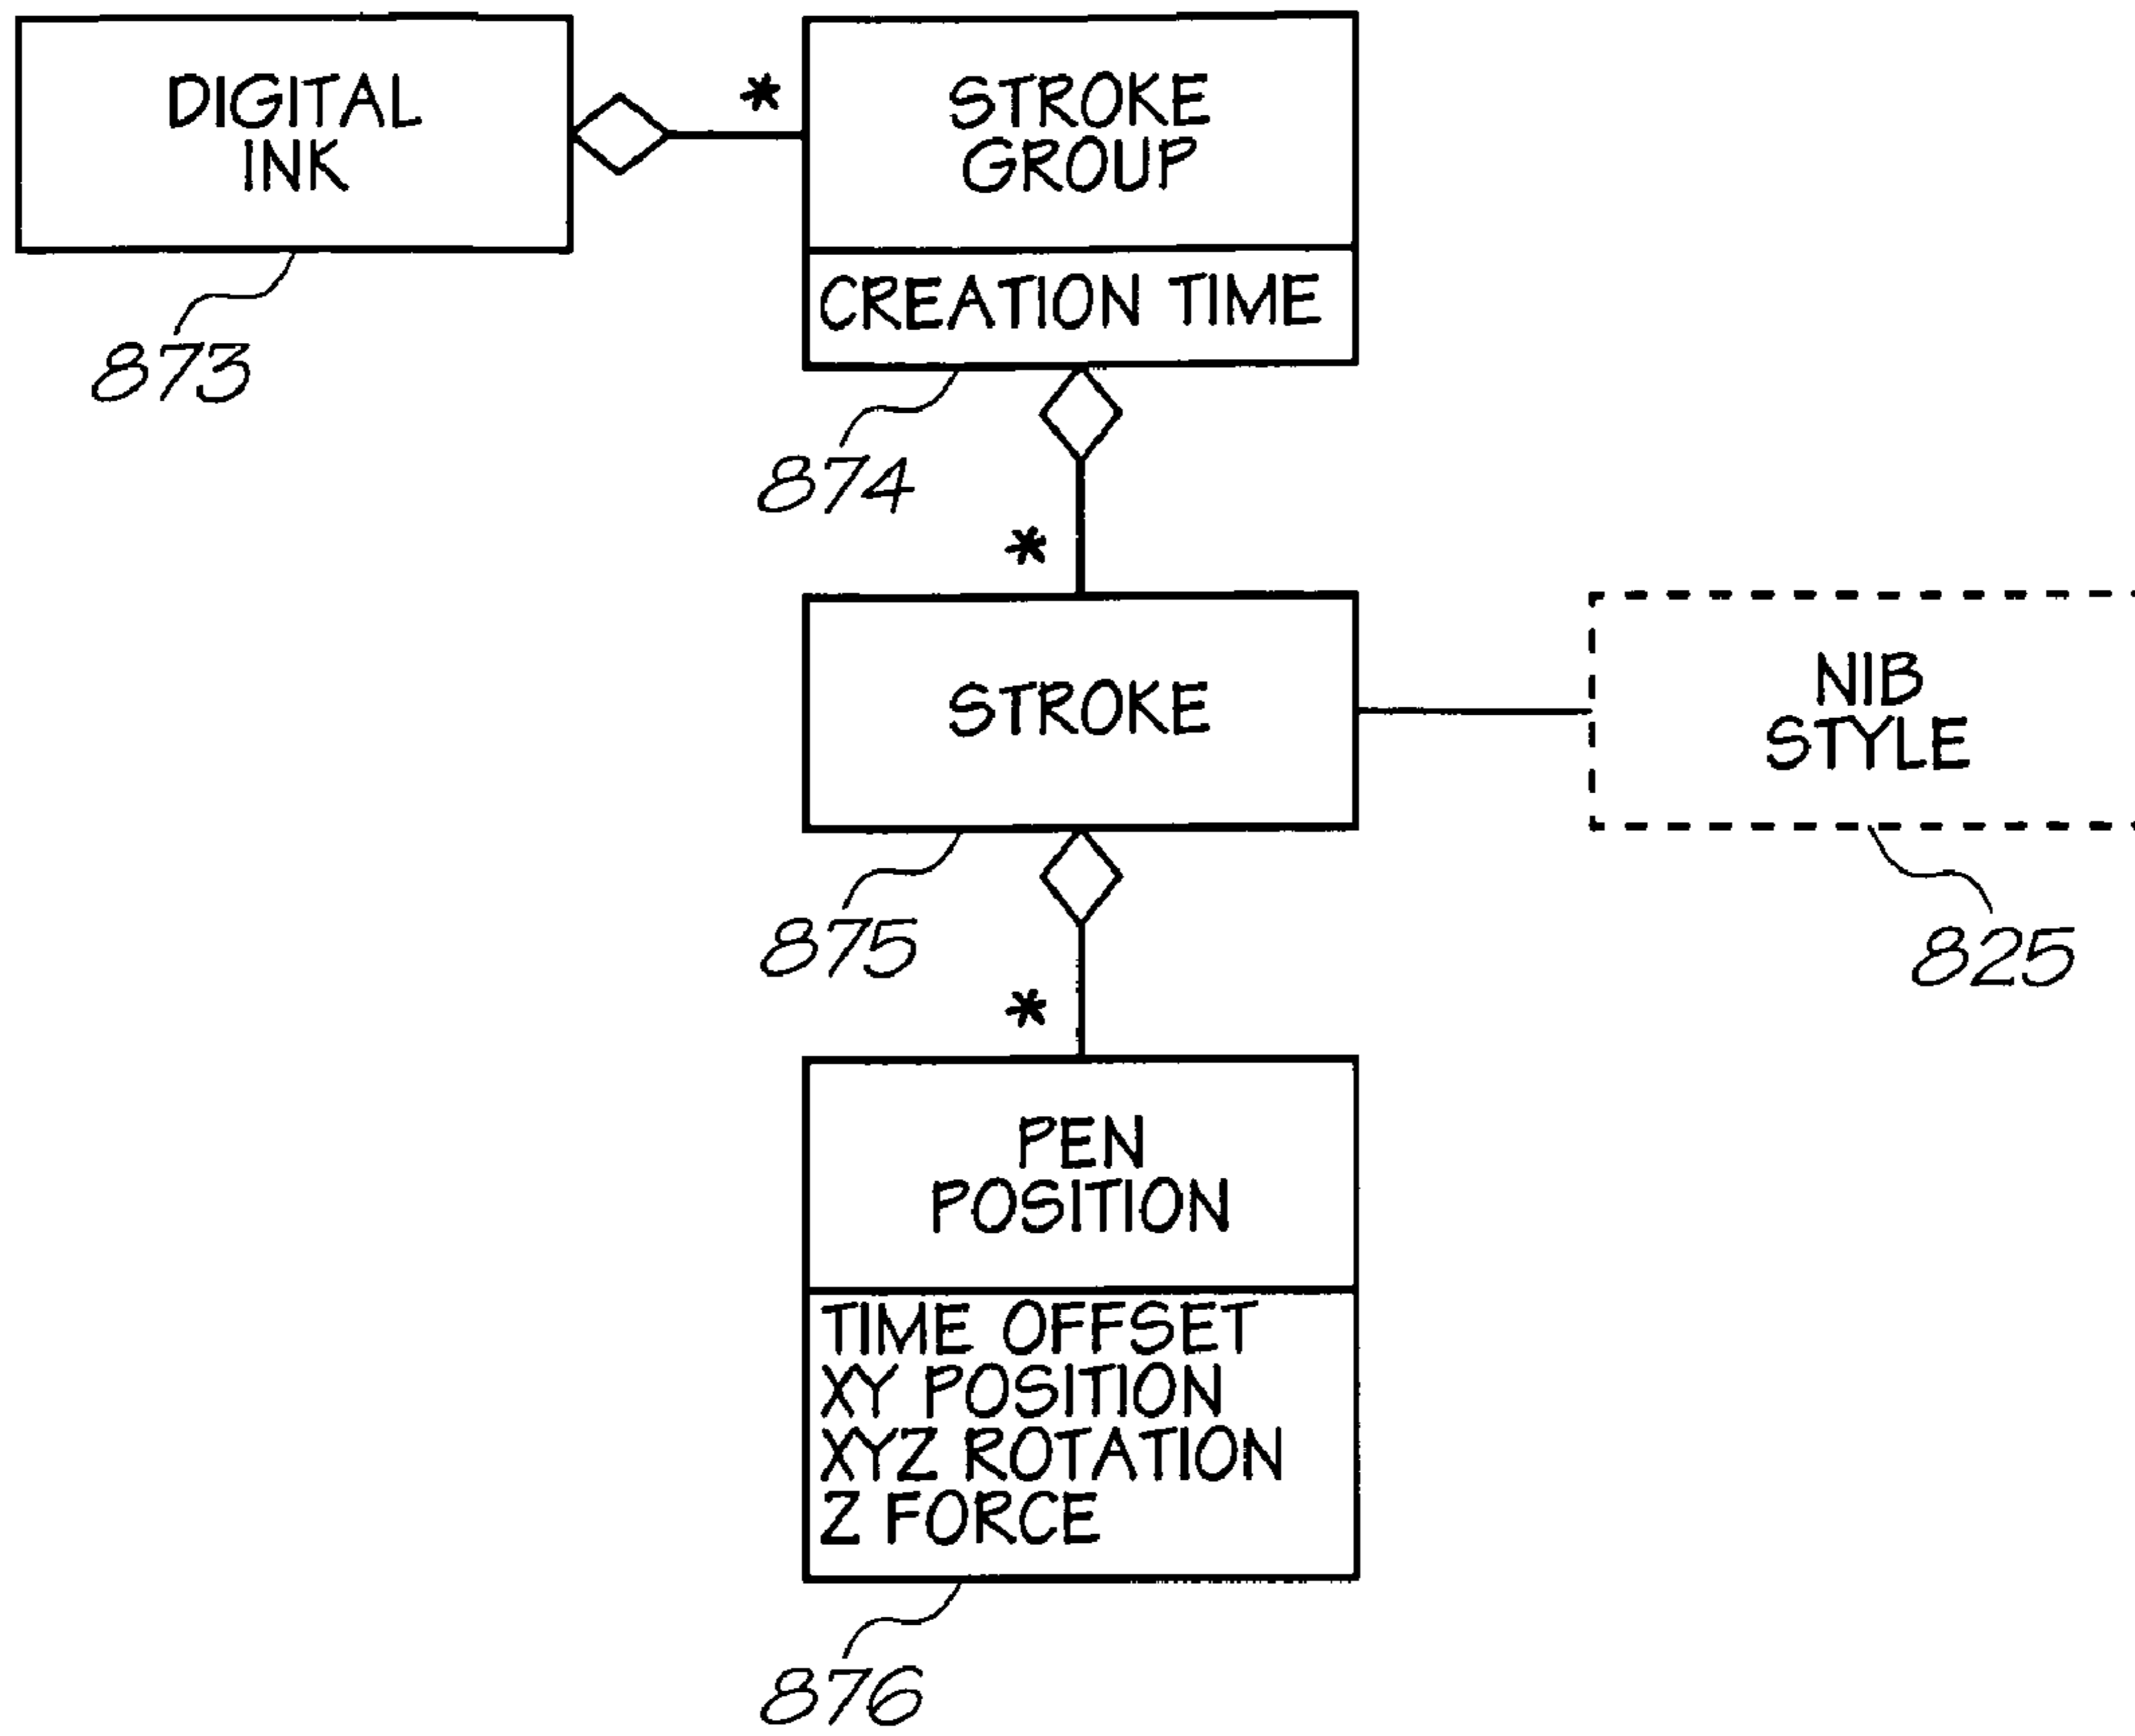 DIGITAL
INK
*
STROKE
GROUP
CREATION TIME
873
874
*
STROKE
NIB
STYLE
875
825
*
PEN
POSITION
TIME OFFSET
XY POSITION
XYZ ROTATION
Z FORCE
876